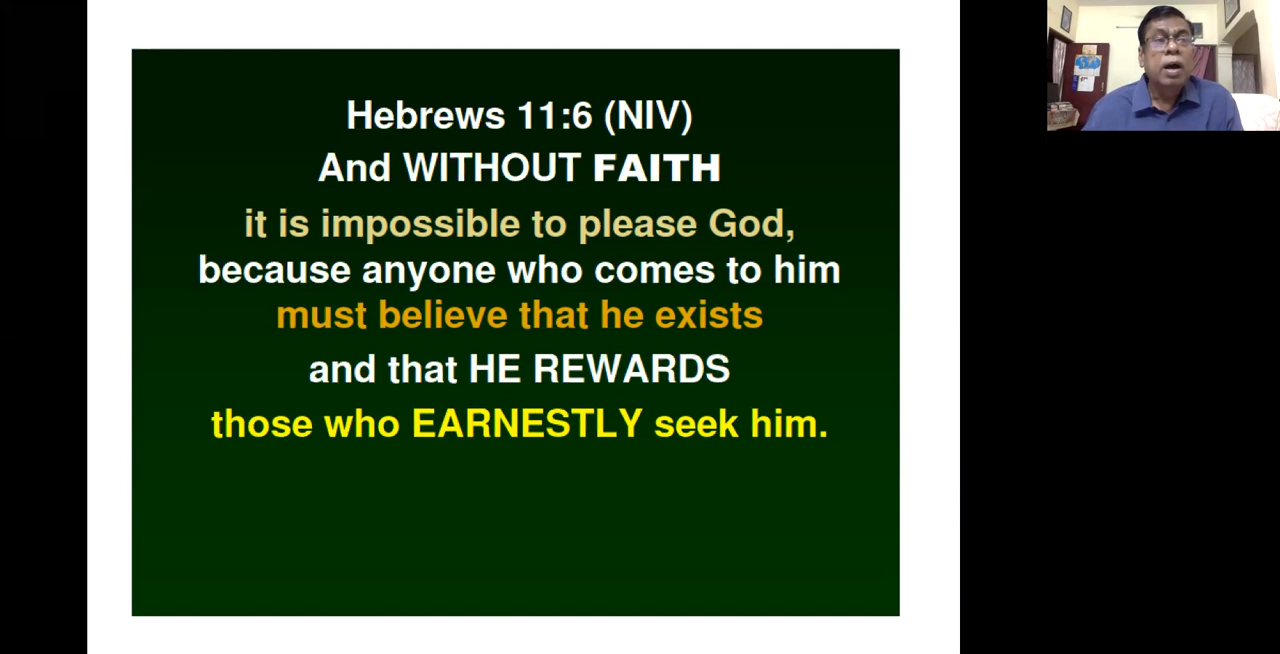 Hebrews 11:6 (NIV)
And WITHOUT FAITH
it is impossible to please God,
because anyone who comes to him
must believe that he exists
and that HE REWARDS
those who EARNESTLY seek him.